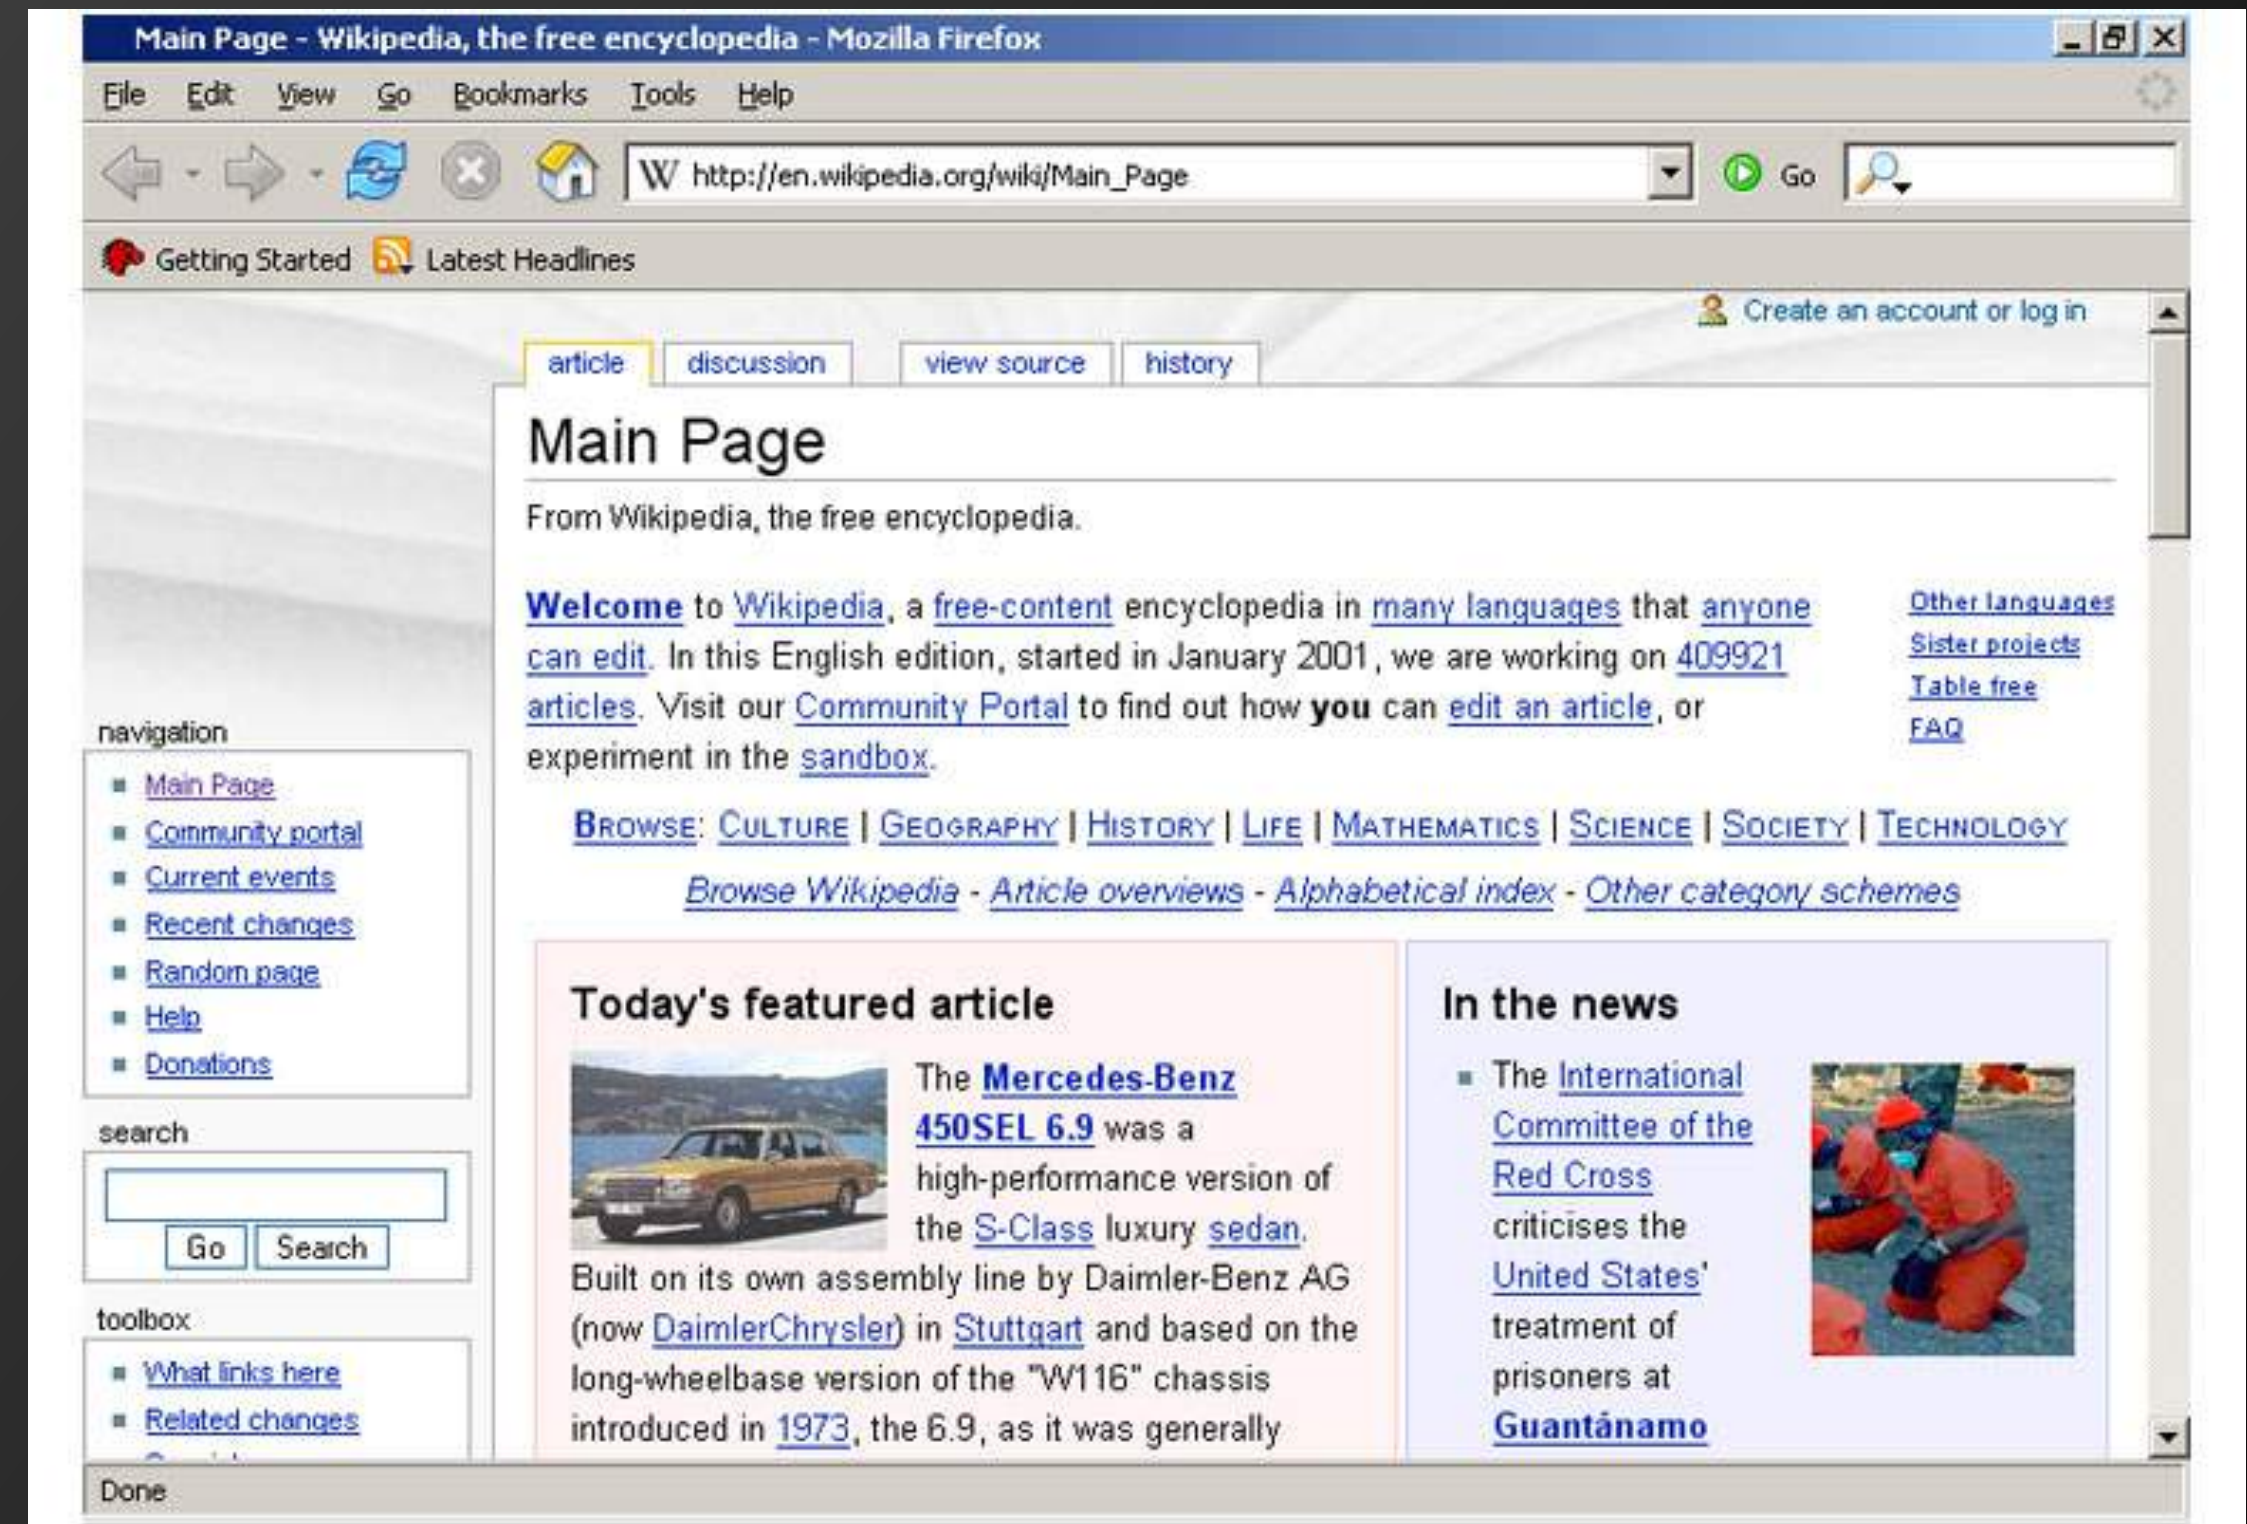 Main Page - Wikipedia, the free encyclopedia - Mozilla Firefox
File Edit View Go Bookmarks Tools Help
W http://en.wikipedia.org/wiki/Main_Page Go
Getting Started Latest Headlines
Create an account or log in
article discussion view source history
Main Page
From Wikipedia, the free encyclopedia.
Welcome to Wikipedia, a free-content encyclopedia in many languages that anyone
can edit. In this English edition, started in January 2001, we are working on 409921
articles. Visit our Community Portal to find out how you can edit an article, or
experiment in the sandbox.
Other languages
Sister projects
Table free
FAQ
BROWSE: CULTURE | GEOGRAPHY | HISTORY | LIFE | MATHEMATICS | SCIENCE | SOCIETY | TECHNOLOGY
Browse Wikipedia - Article overviews - Alphabetical index - Other category schemes
navigation
Main Page
Community portal
Current events
Recent changes
Random page
Help
Donations
search
Go Search
toolbox
What links here
Related changes
Today's featured article
The Mercedes-Benz
450SEL 6.9 was a
high-performance version of
the S-Class luxury sedan.
Built on its own assembly line by Daimler-Benz AG
(now DaimlerChrysler) in Stuttgart and based on the
long-wheelbase version of the "W116" chassis
introduced in 1973, the 6.9, as it was generally
In the news
The International
Committee of the
Red Cross
criticises the
United States'
treatment of
prisoners at
Guantánamo
Done